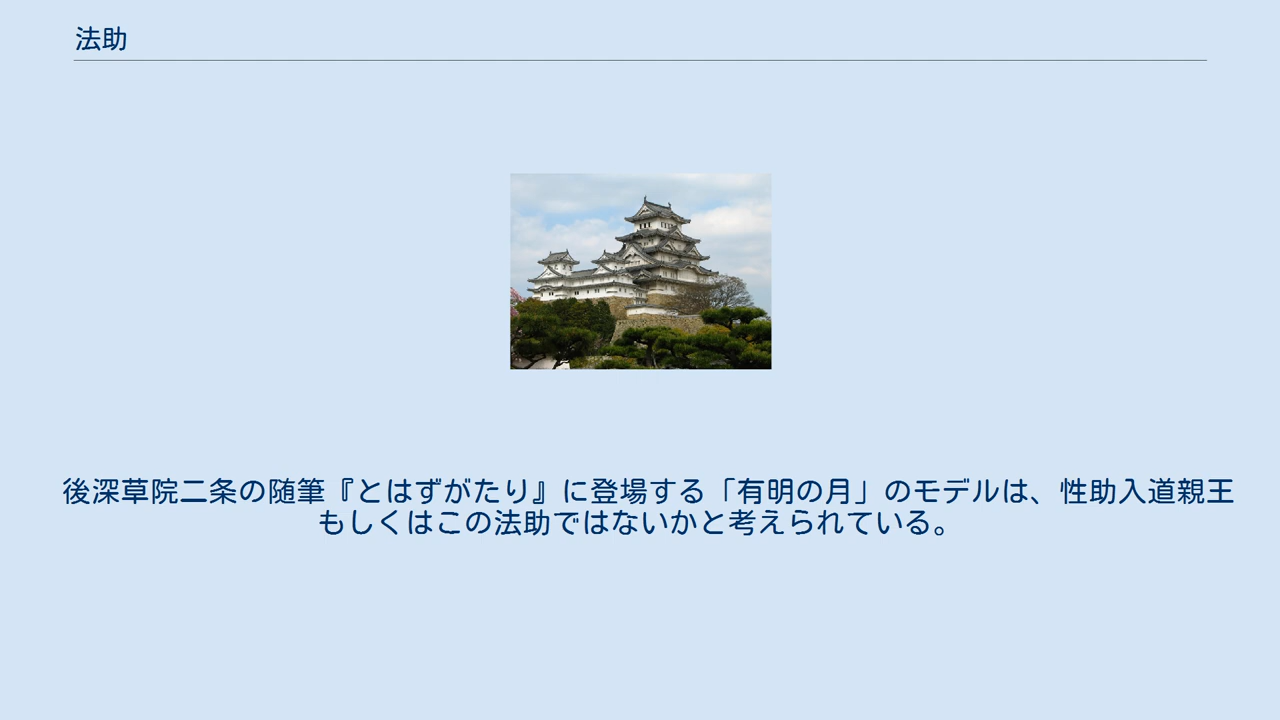 法助
後深草院二条の随筆『とはずがたり』に登場する「有明の月」のモデルは、性助入道親王
もしくはこの法助ではないかと考えられている。